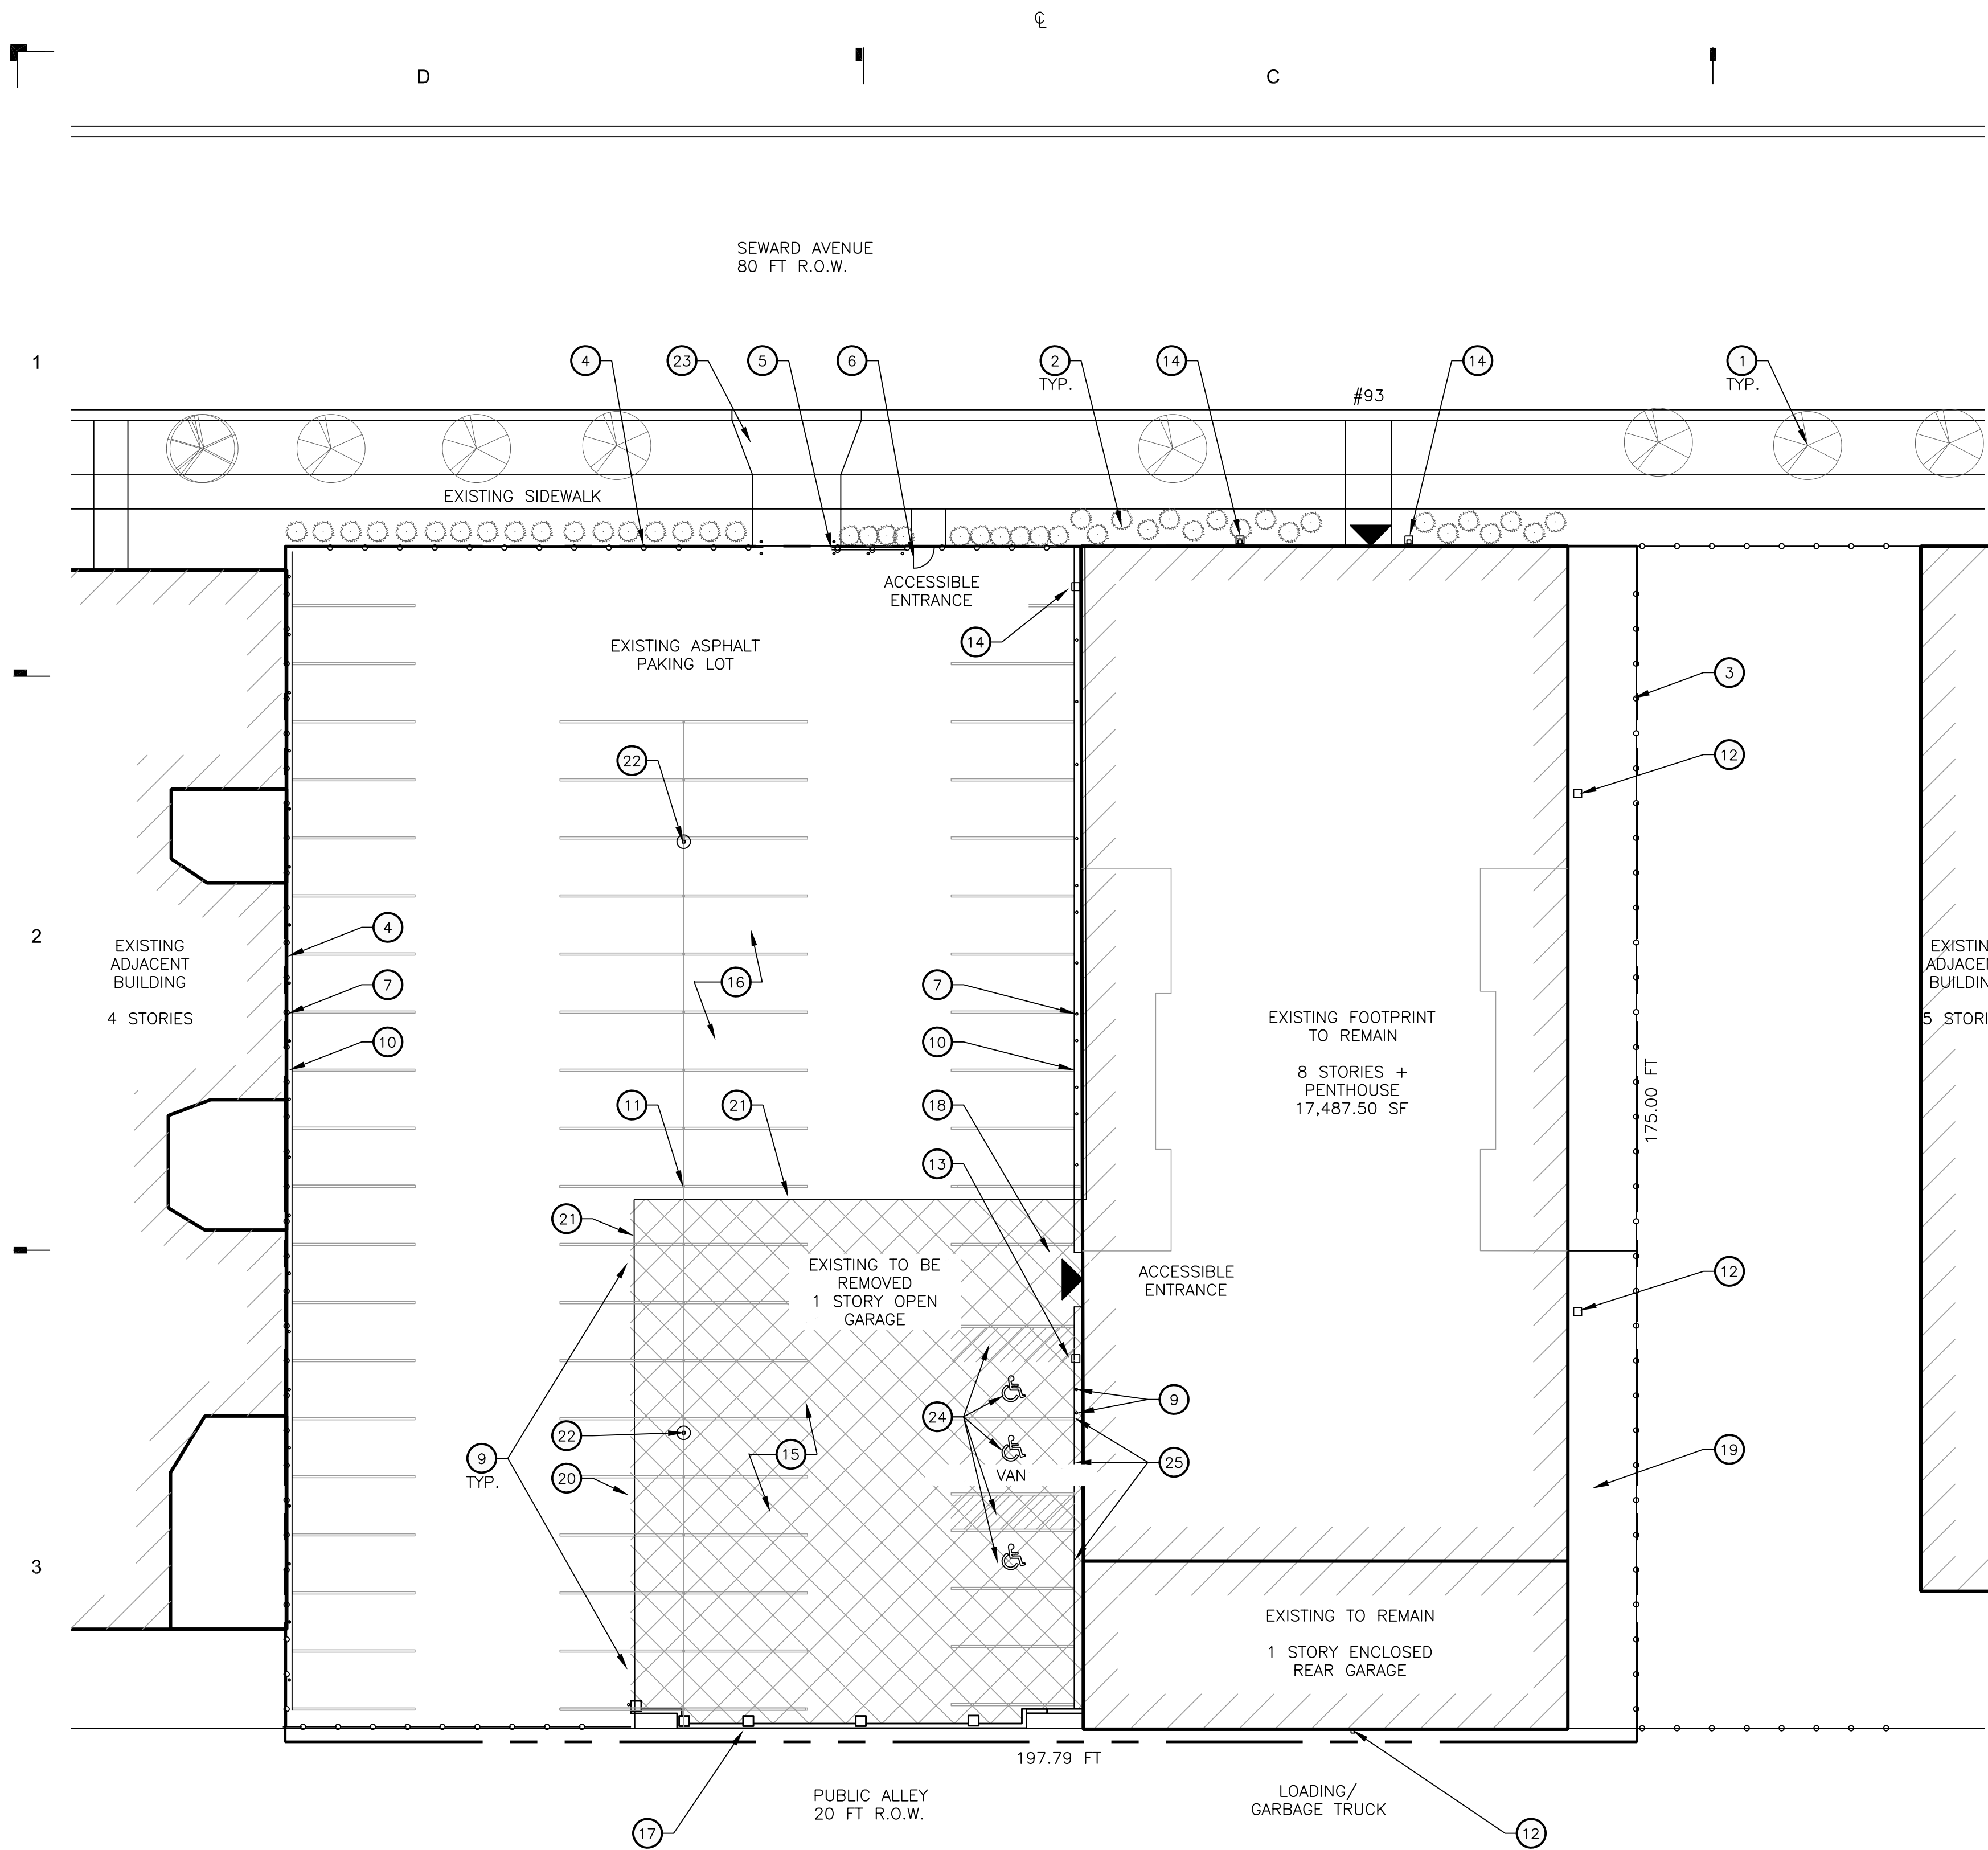 ℄
D
C
SEWARD AVENUE
80 FT R.O.W.
1
4
23
5
6
2
TYP.
14
#93
14
1
TYP.
EXISTING SIDEWALK
ACCESSIBLE
ENTRANCE
14
EXISTING ASPHALT
PAKING LOT
3
22
12
2
4
EXISTING
ADJACENT
BUILDING
4 STORIES
7
16
7
10
10
EXISTING FOOTPRINT
TO REMAIN
8 STORIES +
PENTHOUSE
17,487.50 SF
175.00 FT
EXISTIN
ADJACE
BUILDIN
5 STORI
11
21
18
13
21
EXISTING TO BE
REMOVED
1 STORY OPEN
GARAGE
ACCESSIBLE
ENTRANCE
12
9
24
22
15
9
TYP.
20
VAN
25
19
3
EXISTING TO REMAIN
1 STORY ENCLOSED
REAR GARAGE
197.79 FT
PUBLIC ALLEY
20 FT R.O.W.
LOADING/
GARBAGE TRUCK
17
12